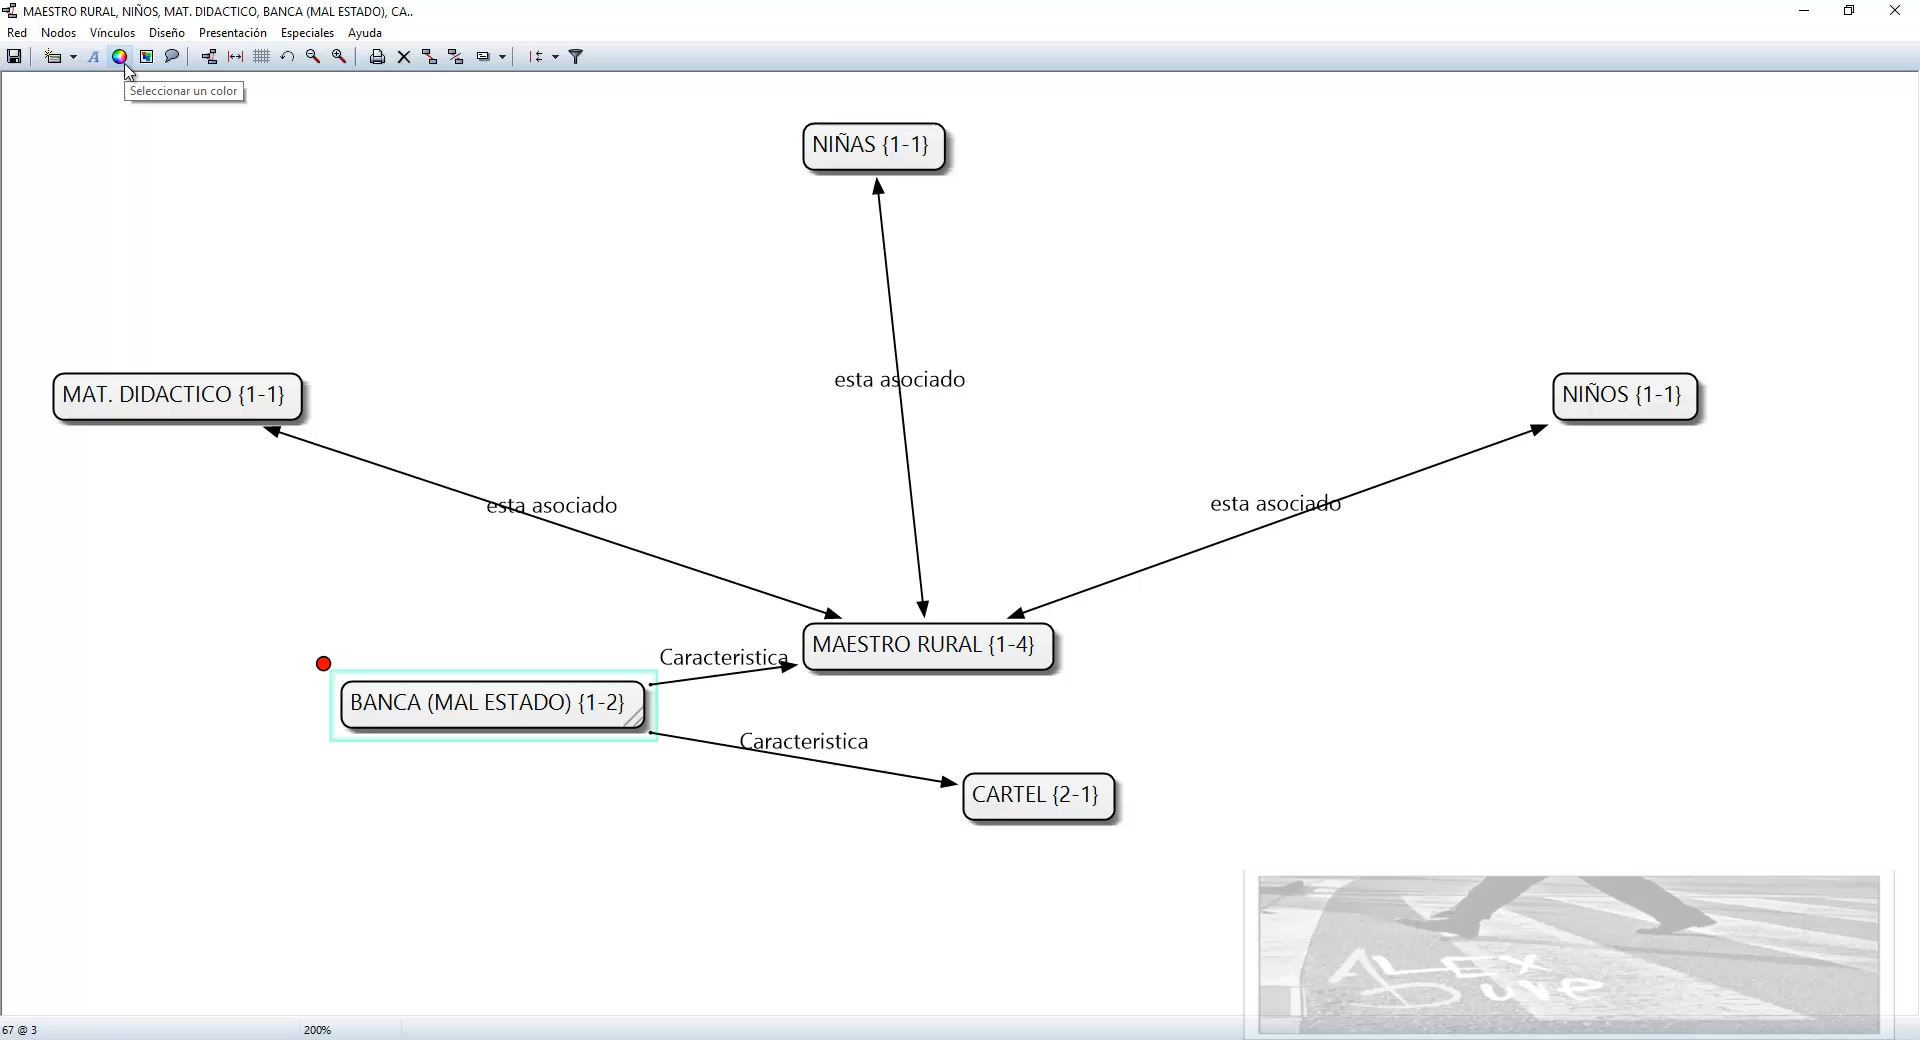 MAESTRO RURAL, NIÑOS, MAT. DIDACTICO, BANCA (MAL ESTADO), CA..
Red Nodos Vínculos Diseño Presentación Especiales Ayuda
Seleccionar un color
NIÑAS {1-1}
esta asociado
MAT. DIDACTICO {1-1}
NIÑOS {1-1}
esta asociado
esta asociado
MAESTRO RURAL {1-4}
Caracteristica
BANCA (MAL ESTADO) {1-2}
Caracteristica
CARTEL {2-1}
ALEX
67 @ 3
200%